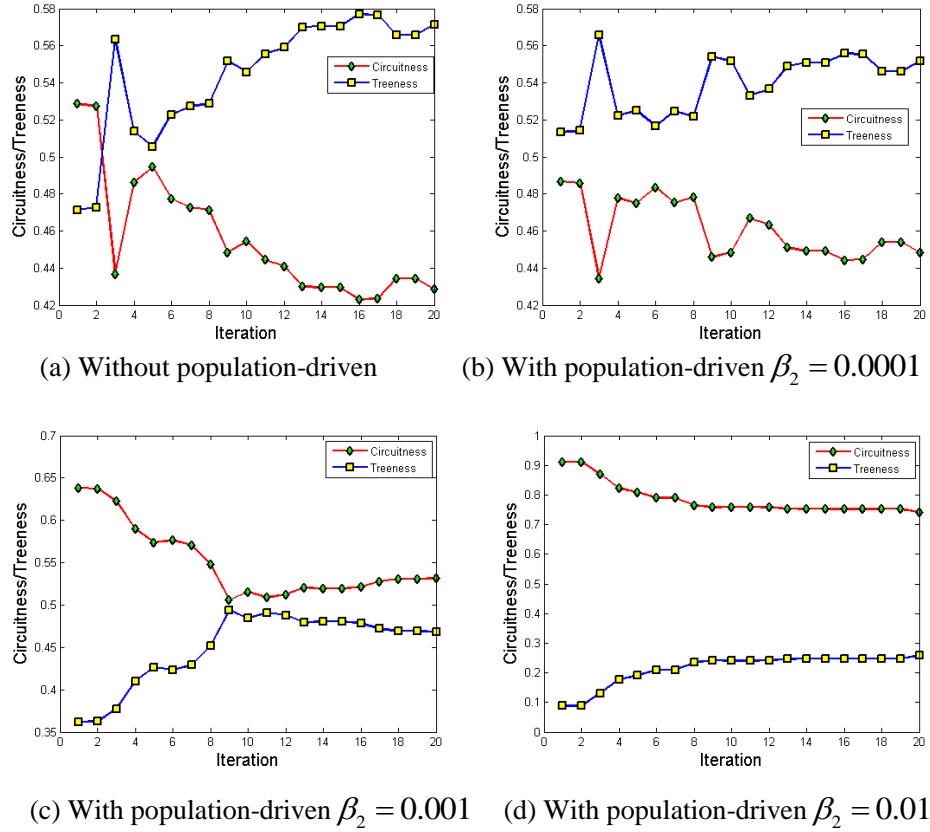 0.58
0.56
0.54
0.52
0.5
0.48
0.46
0.44
0.42
Circuitness/Treeness
Circuitness
Treeness
0 2 4 6 8 10 12 14 16 18 20
Iteration
(a) Without population-driven
0.58
0.56
0.54
0.52
0.5
0.48
0.46
0.44
0.42
Circuitness/Treeness
Circuitness
Treeness
0 2 4 6 8 10 12 14 16 18 20
Iteration
(b) With population-driven β₂ = 0.0001
0.7
0.65
0.6
0.55
0.5
0.45
0.4
0.35
Circuitness/Treeness
Circuitness
Treeness
0 2 4 6 8 10 12 14 16 18 20
Iteration
(c) With population-driven β₂ = 0.001
1
0.9
0.8
0.7
0.6
0.5
0.4
0.3
0.2
0.1
0
Circuitness/Treeness
Circuitness
Treeness
0 2 4 6 8 10 12 14 16 18 20
Iteration
(d) With population-driven β₂ = 0.01